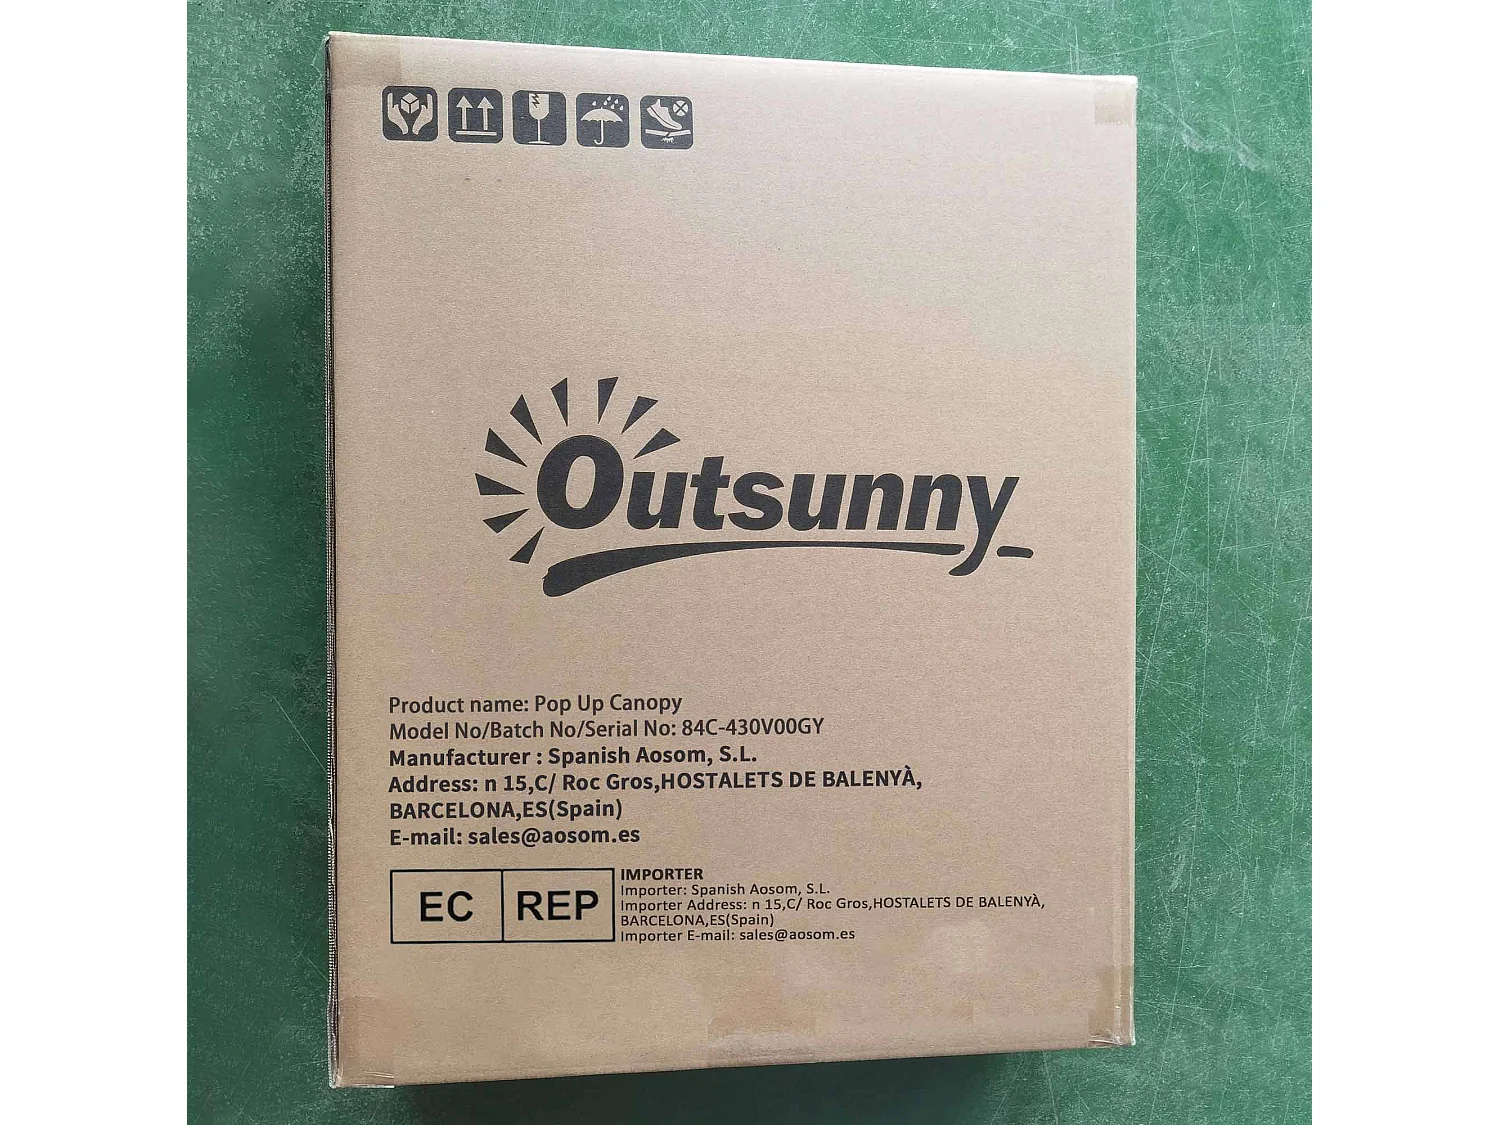 Outsunny
Product name: Pop Up Canopy
Model No/Batch No/Serial No: 84C-430V00GY
Manufacturer : Spanish Aosom, S.L.
Address: n 15,C/ Roc Gros,HOSTALETS DE BALENYÀ,
BARCELONA,ES(Spain)
E-mail: sales@aosom.es
EC REP
IMPORTER
Importer: Spanish Aosom, S.L.
Importer Address: n 15,C/ Roc Gros,HOSTALETS DE BALENYÀ,
BARCELONA,ES(Spain)
Importer E-mail: sales@aosom.es